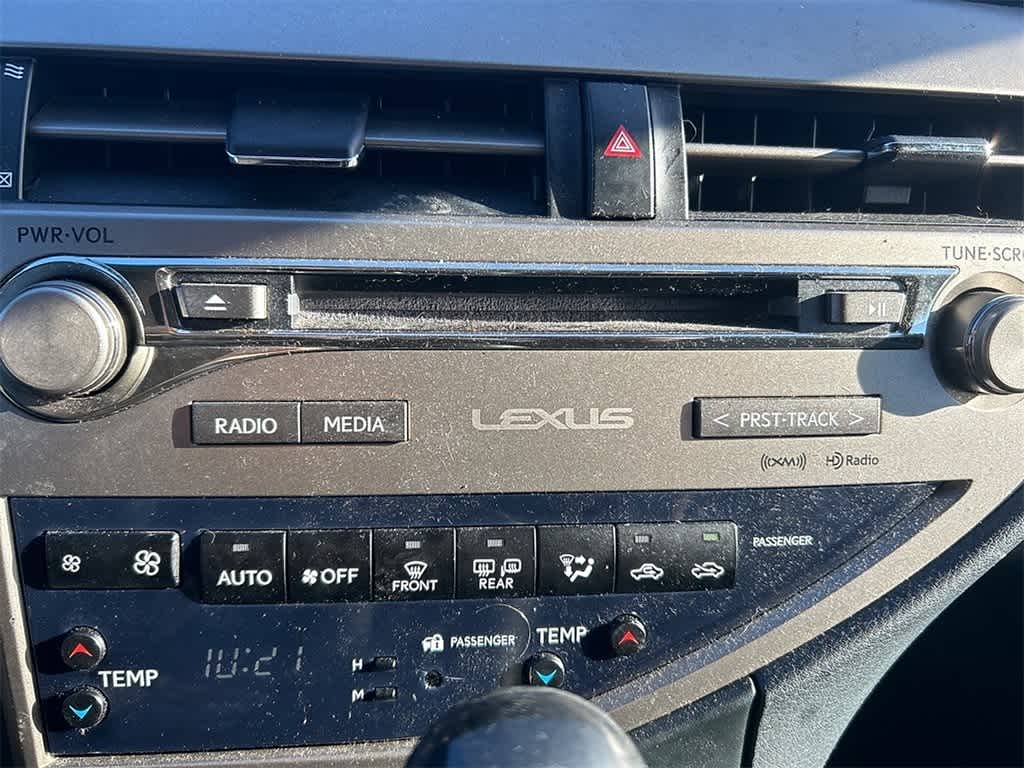 PWR·VOL
TUNE·SCRO
RADIO
MEDIA
LEXUS
< PRST·TRACK >
((XM))
HD Radio
AUTO
OFF
FRONT
REAR
PASSENGER
PASSENGER
TEMP
TEMP
10:21
H
M